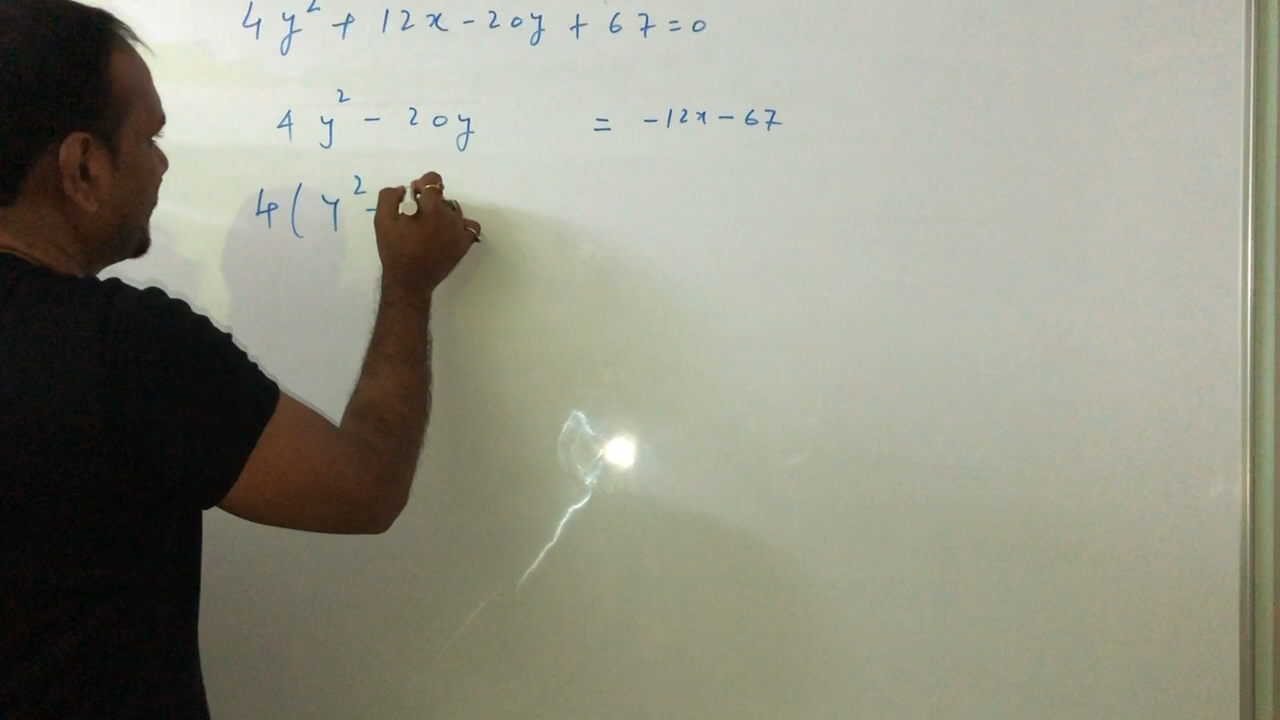 4y² + 12x - 20y + 67 = 0
4y² - 20y = -12x - 67
4(y² -